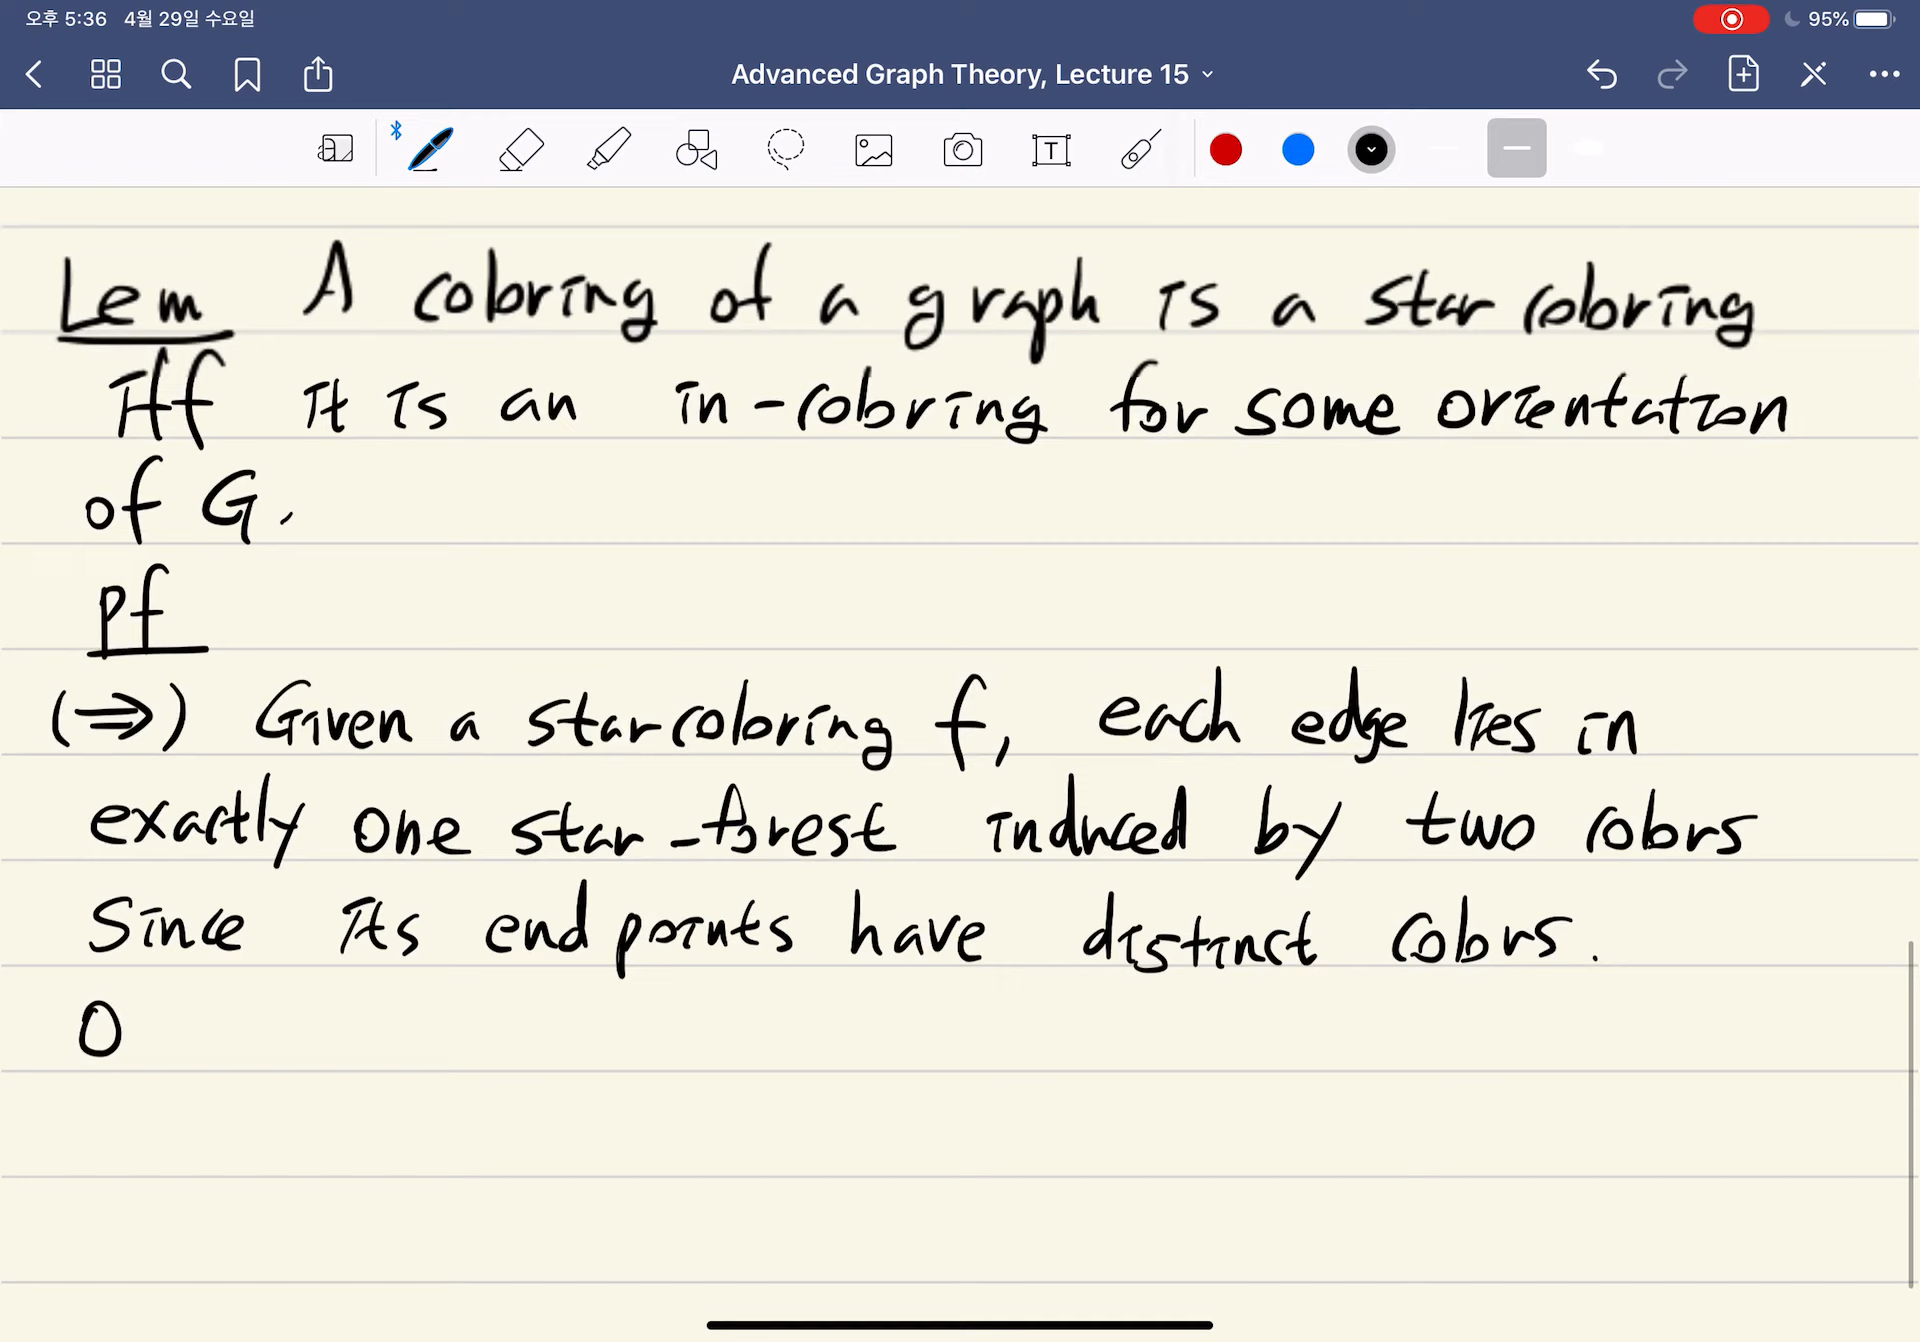 오후 5:36 4월 29일 수요일
95%
Advanced Graph Theory, Lecture 15
Lem A coloring of a graph is a star coloring
iff it is an in-coloring for some orientation
of G.
pf
(⇒) Given a star coloring f, each edge lies in
exactly one star-forest induced by two colors
Since its endpoints have distinct colors.
O